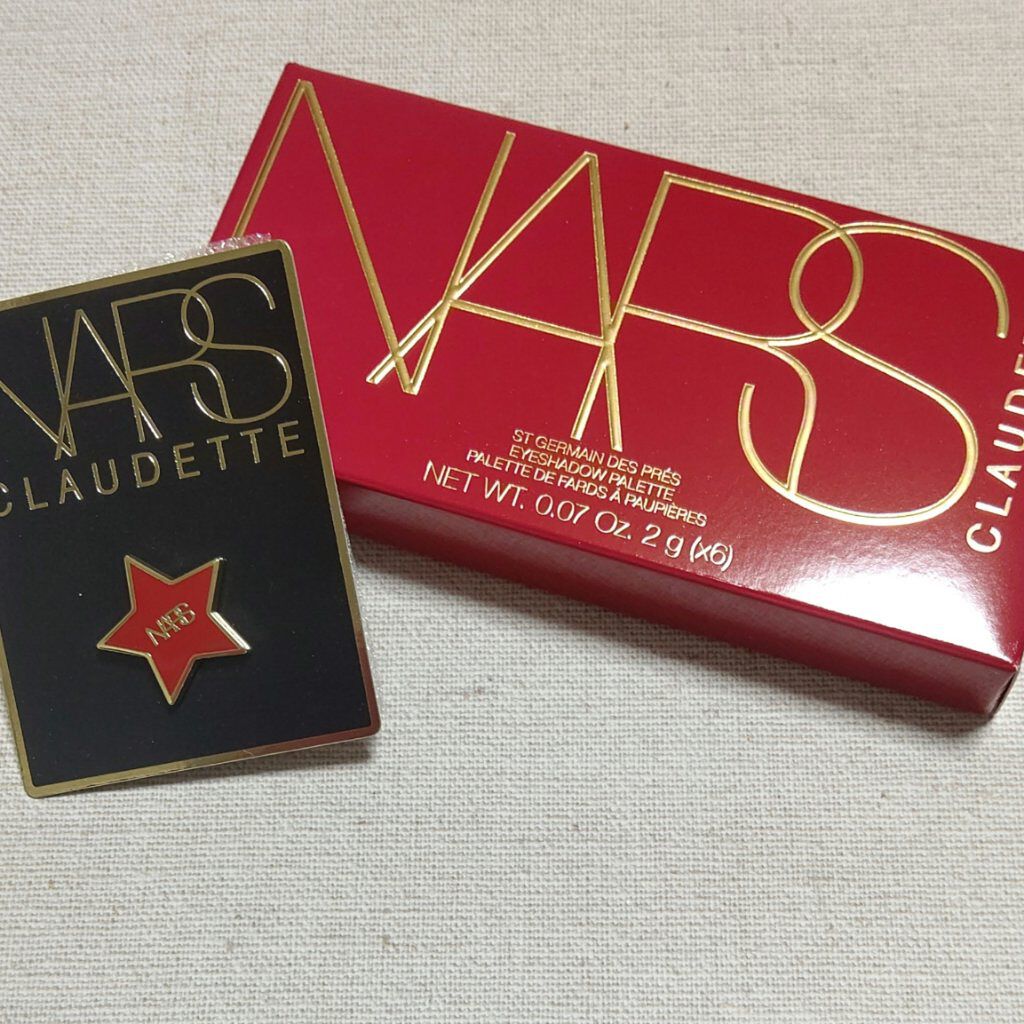 NARS
CLAUDETTE
NARS
NARS
ST GERMAIN DES PRÉS
EYESHADOW PALETTE
PALETTE DE FARDS À PAUPIÈRES
NET WT. 0.07 Oz. 2 g (x6)